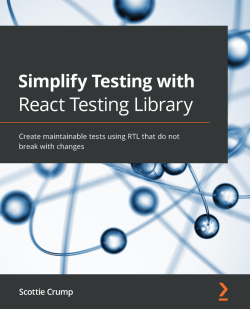 Simplify Testing with
React Testing Library
Create maintainable tests using RTL that do not
break with changes
Scottie Crump